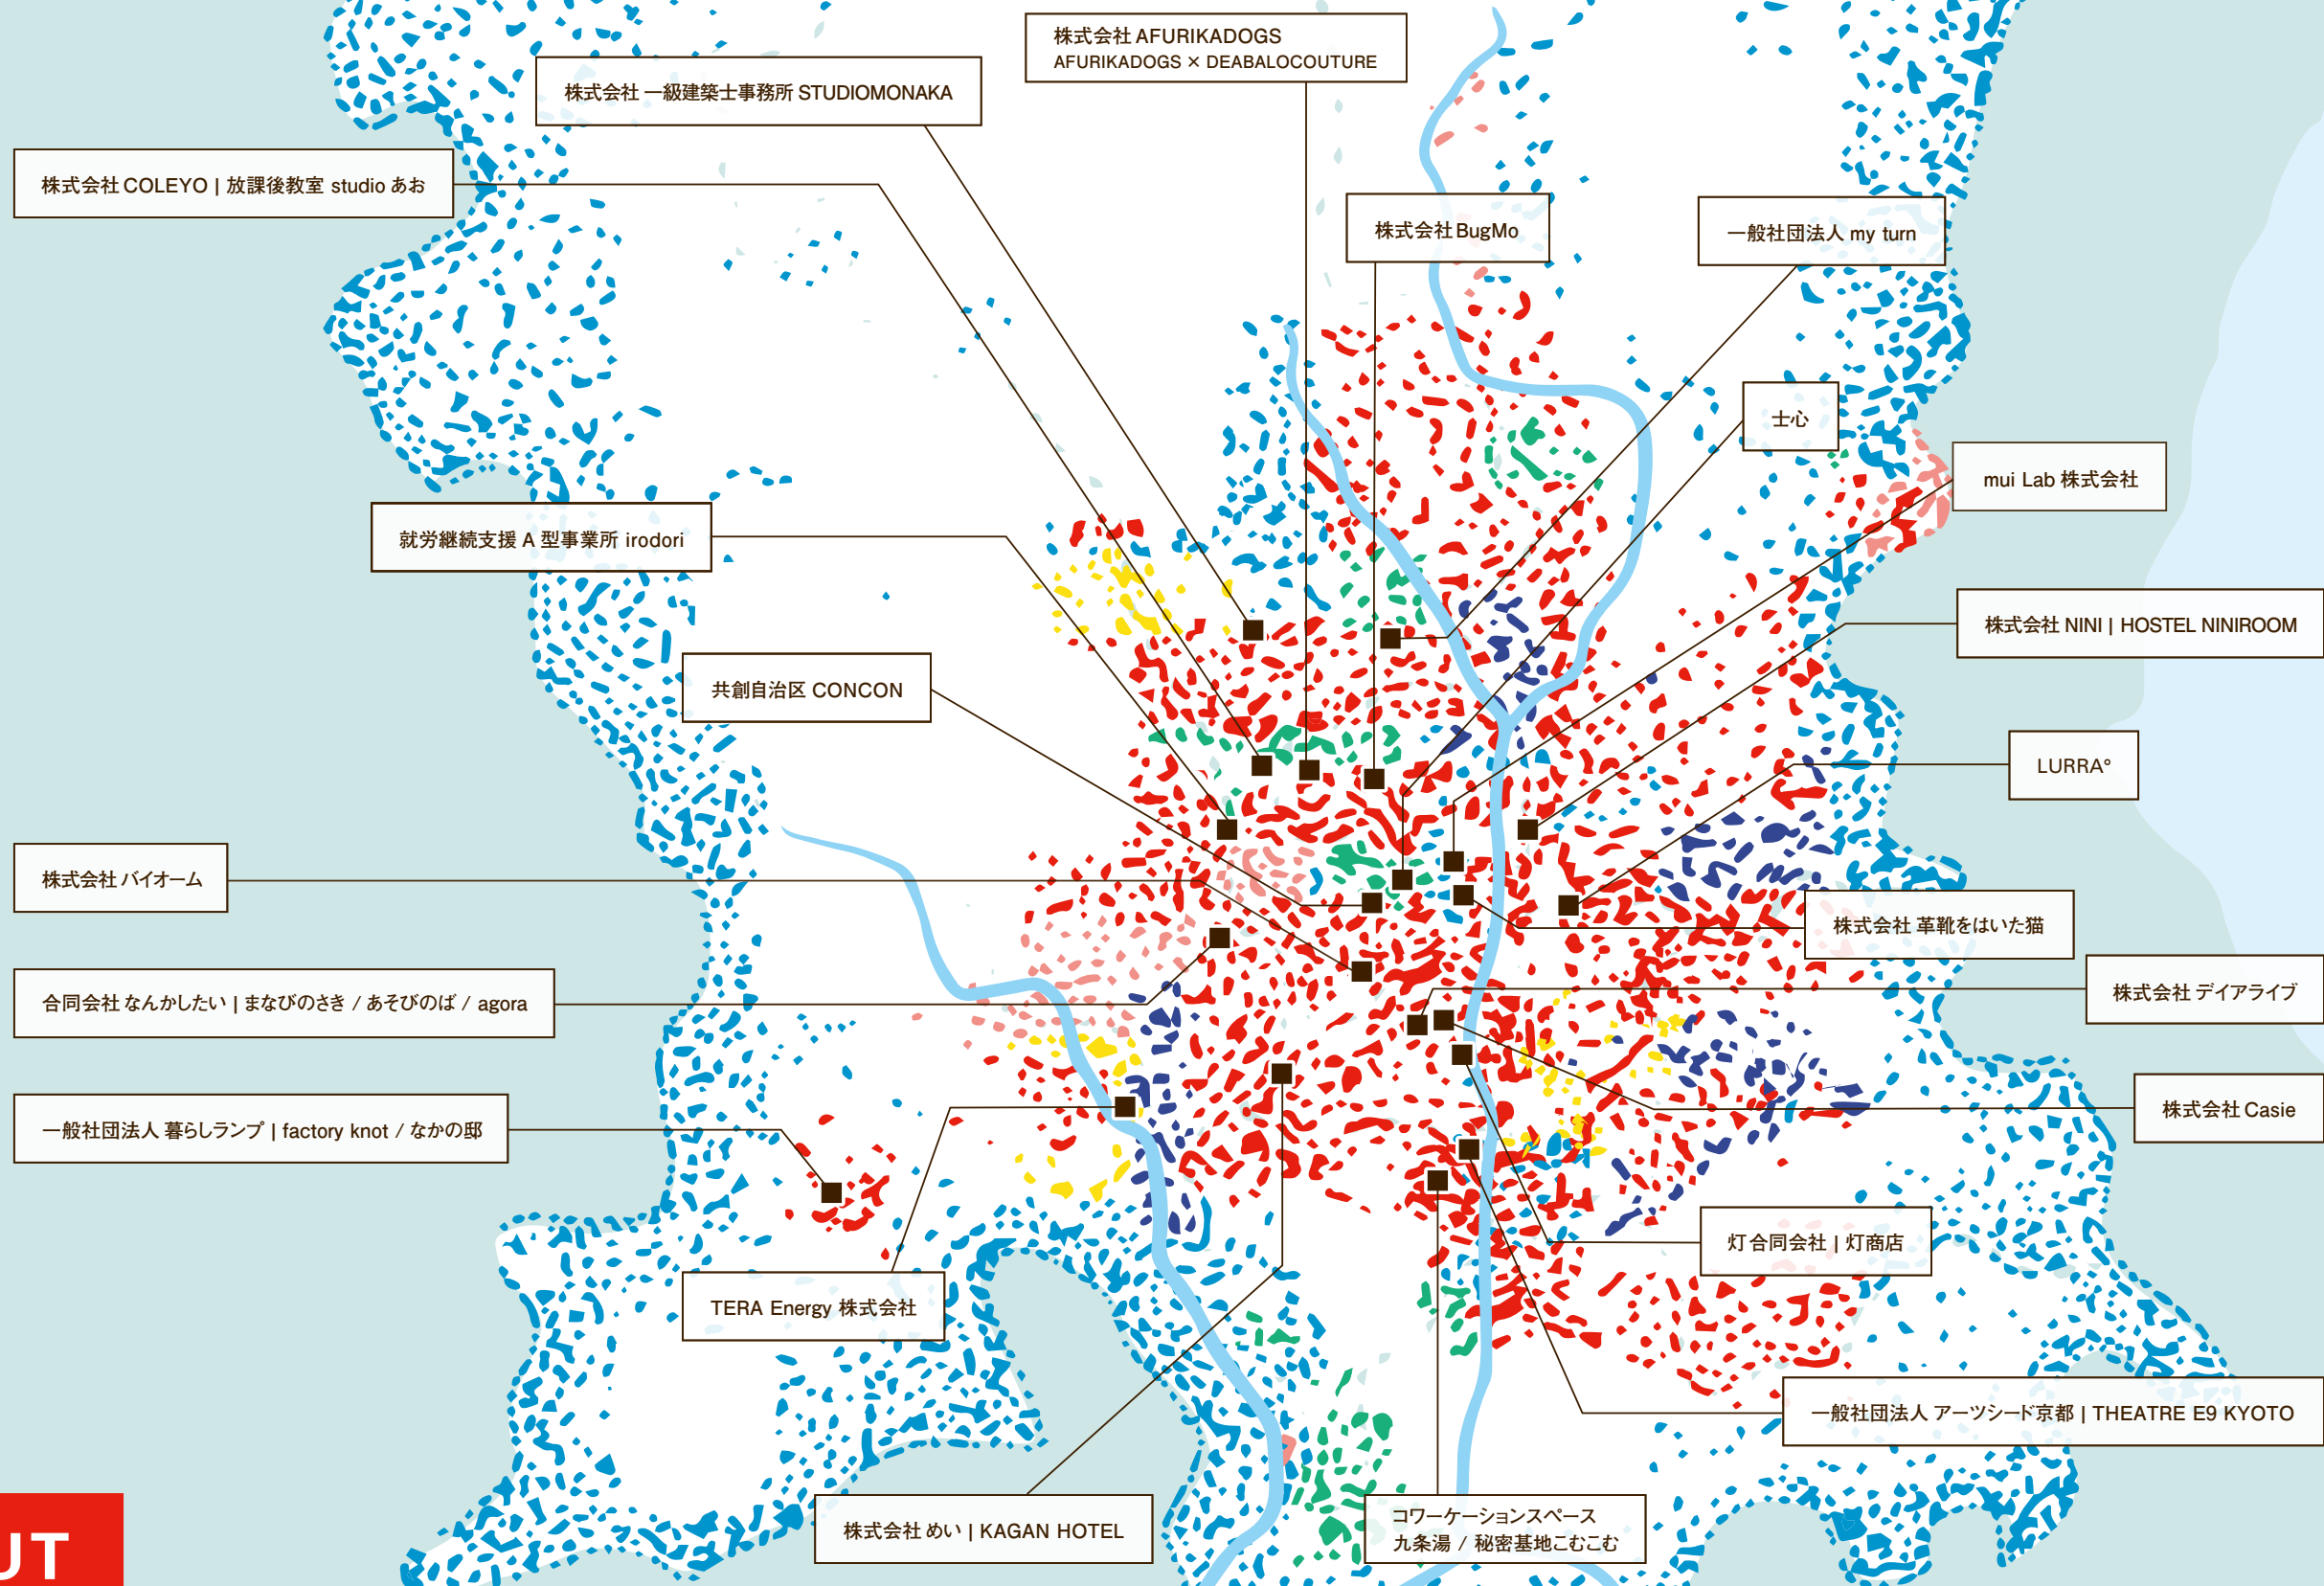 株式会社 AFURIKADOGS
AFURIKADOGS × DEABALOCOUTURE
株式会社 一級建築士事務所 STUDIOMONAKA
株式会社 COLEYO | 放課後教室 studio あお
株式会社 BugMo
一般社団法人 my turn
士心
mui Lab 株式会社
就労継続支援 A 型事業所 irodori
株式会社 NINI | HOSTEL NINIROOM
共創自治区 CONCON
LURRA°
株式会社 バイオーム
株式会社 革靴をはいた猫
合同会社 なんかしたい | まなびのさき / あそびのば / agora
株式会社 デイアライブ
株式会社 Casie
一般社団法人 暮らしランプ | factory knot / なかの邸
灯 合同会社 | 灯商店
TERA Energy 株式会社
一般社団法人 アーツシード京都 | THEATRE E9 KYOTO
株式会社 めい | KAGAN HOTEL
コワーケーションスペース
九条湯 / 秘密基地こむこむ
UT